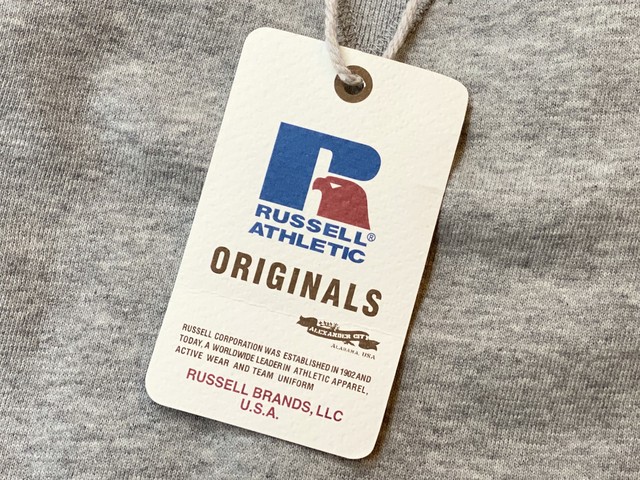 RUSSELL®
ATHLETIC
ORIGINALS
ALEXANDER CITY
ALABAMA, USA
RUSSELL CORPORATION WAS ESTABLISHED IN 1902 AND
TODAY, A WORLDWIDE LEADER IN ATHLETIC APPAREL,
ACTIVE WEAR AND TEAM UNIFORM
RUSSELL BRANDS, LLC
U.S.A.